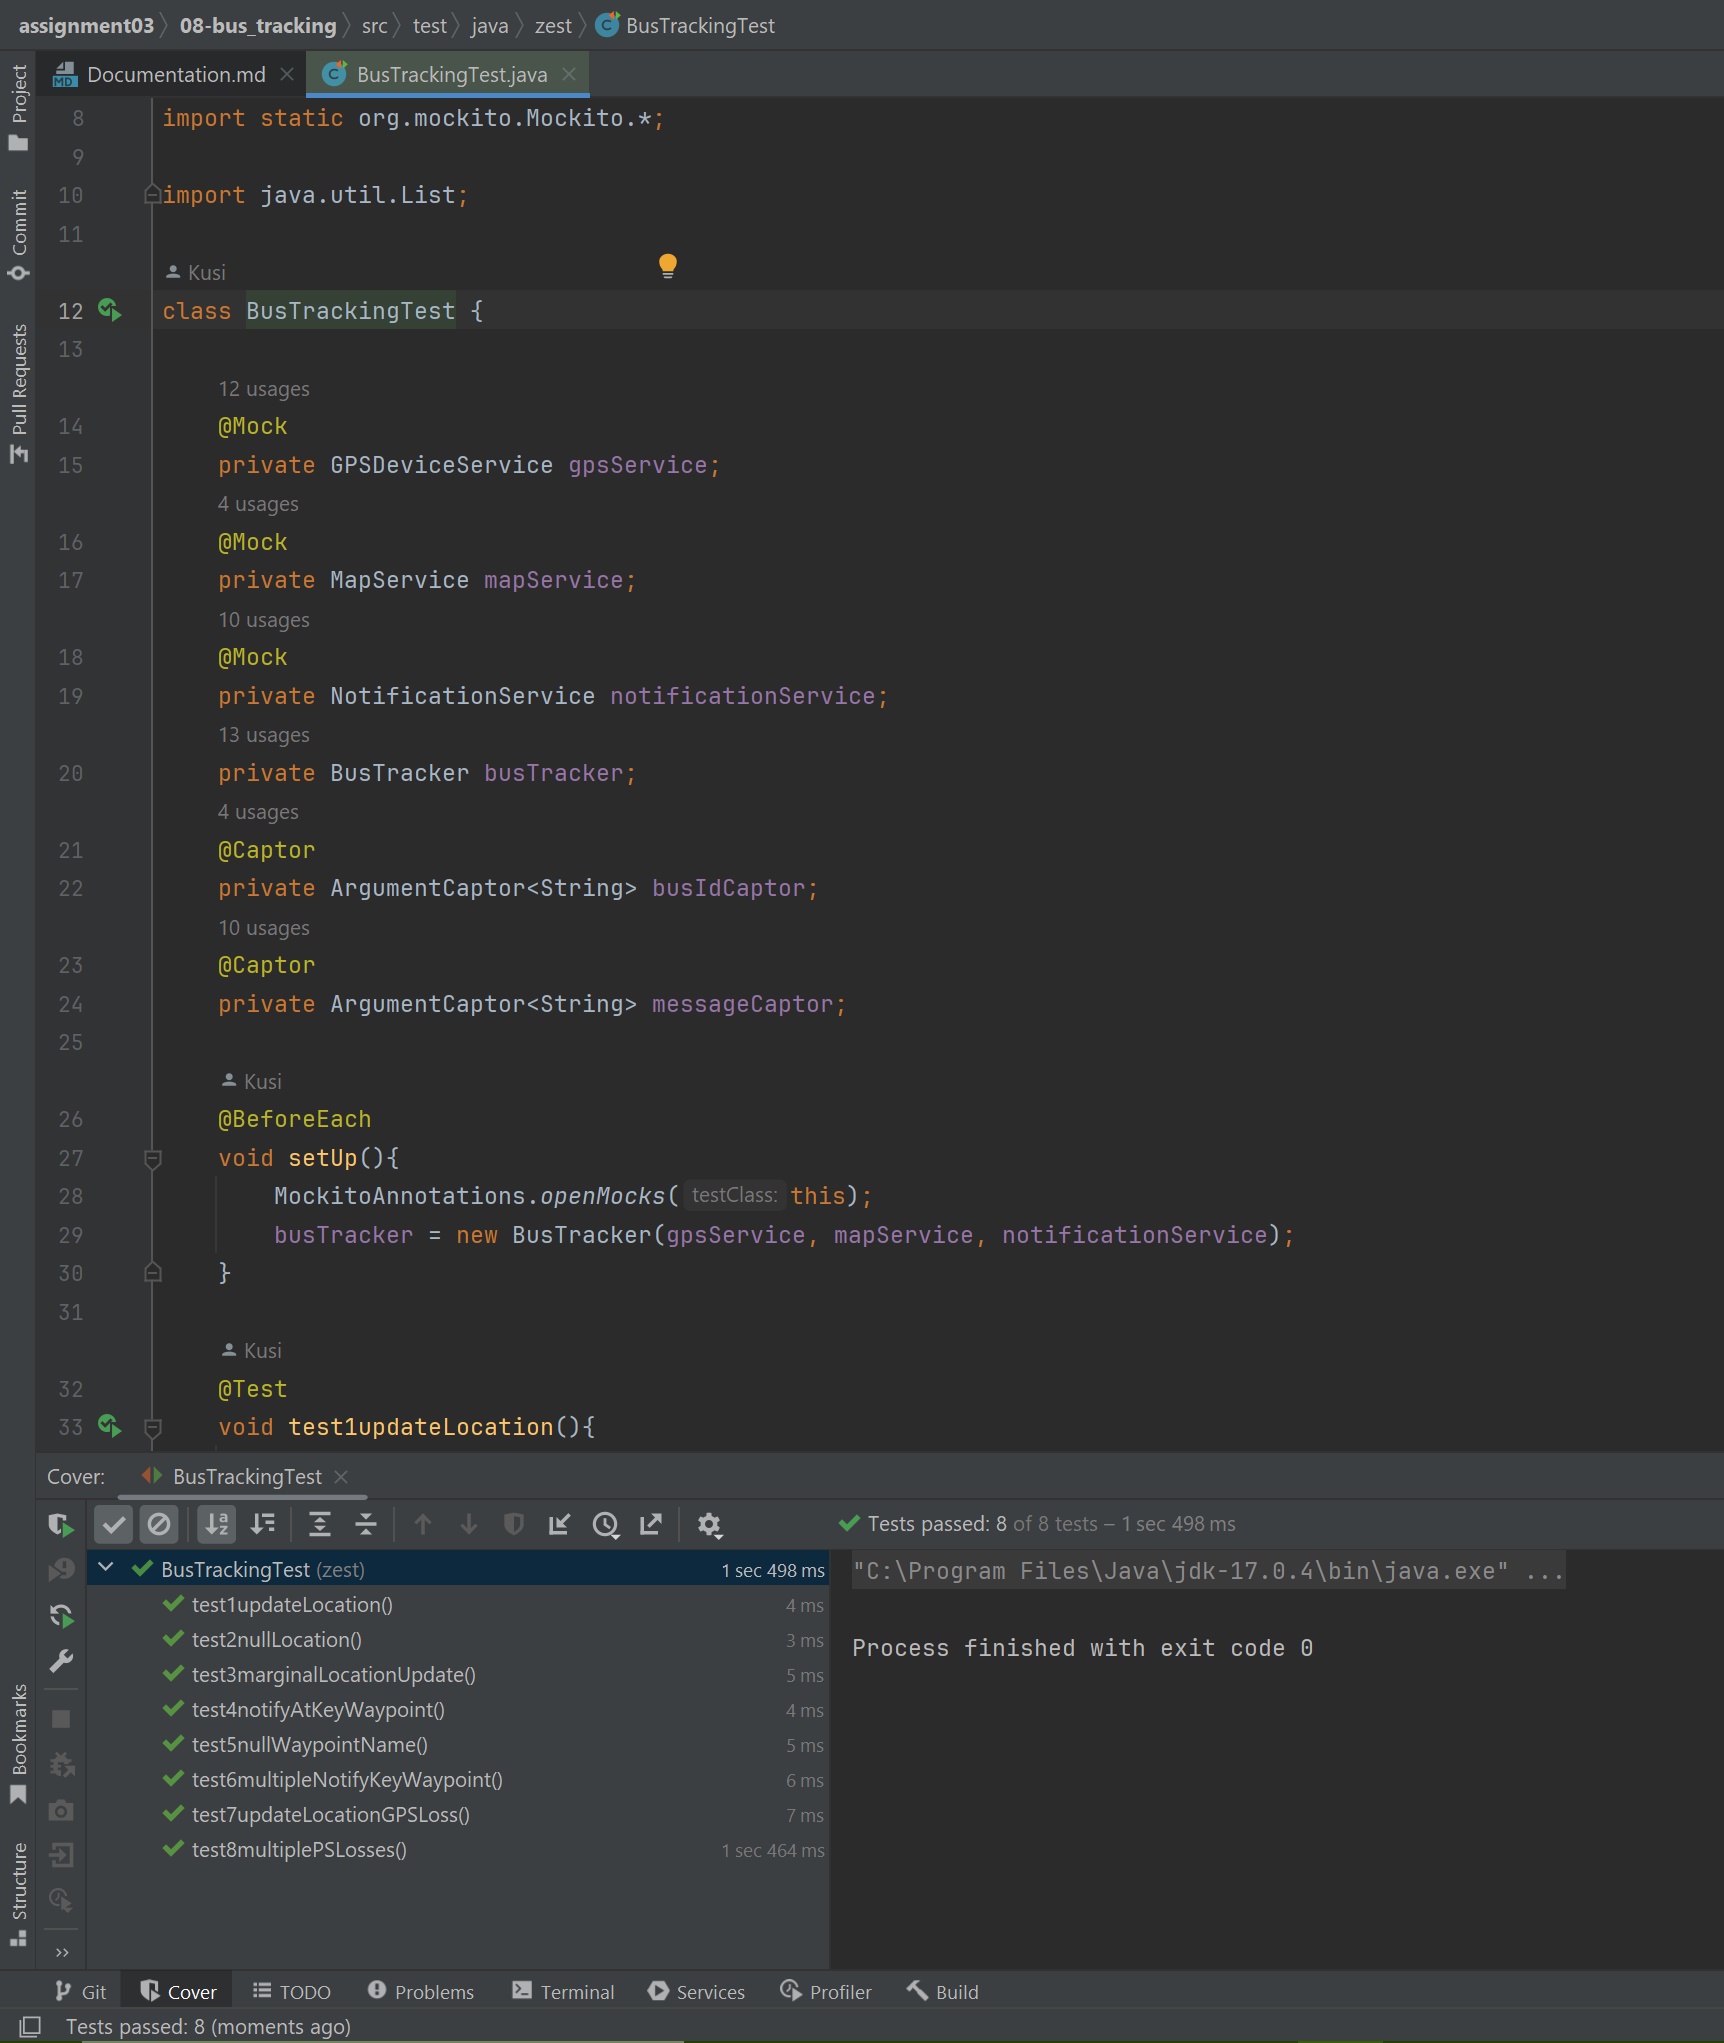 assignment03 08-bus_tracking src test java zest BusTrackingTest
Documentation.md BusTrackingTest.java
Project
Commit
Pull Requests
Bookmarks
Structure
8 import static org.mockito.Mockito.*;
9
10 import java.util.List;
11
Kusi
12 class BusTrackingTest {
13
12 usages
14 @Mock
15 private GPSDeviceService gpsService;
4 usages
16 @Mock
17 private MapService mapService;
10 usages
18 @Mock
19 private NotificationService notificationService;
13 usages
20 private BusTracker busTracker;
4 usages
21 @Captor
22 private ArgumentCaptor<String> busIdCaptor;
10 usages
23 @Captor
24 private ArgumentCaptor<String> messageCaptor;
25
Kusi
26 @BeforeEach
27 void setUp(){
28 MockitoAnnotations.openMocks( testClass: this);
29 busTracker = new BusTracker(gpsService, mapService, notificationService);
30 }
31
Kusi
32 @Test
33 void test1updateLocation(){
Cover: BusTrackingTest
Tests passed: 8 of 8 tests – 1 sec 498 ms
BusTrackingTest (zest) 1 sec 498 ms
test1updateLocation() 4 ms
test2nullLocation() 3 ms
test3marginalLocationUpdate() 5 ms
test4notifyAtKeyWaypoint() 4 ms
test5nullWaypointName() 5 ms
test6multipleNotifyKeyWaypoint() 6 ms
test7updateLocationGPSLoss() 7 ms
test8multiplePSLosses() 1 sec 464 ms
"C:\Program Files\Java\jdk-17.0.4\bin\java.exe" ...
Process finished with exit code 0
Git Cover TODO Problems Terminal Services Profiler Build
Tests passed: 8 (moments ago)